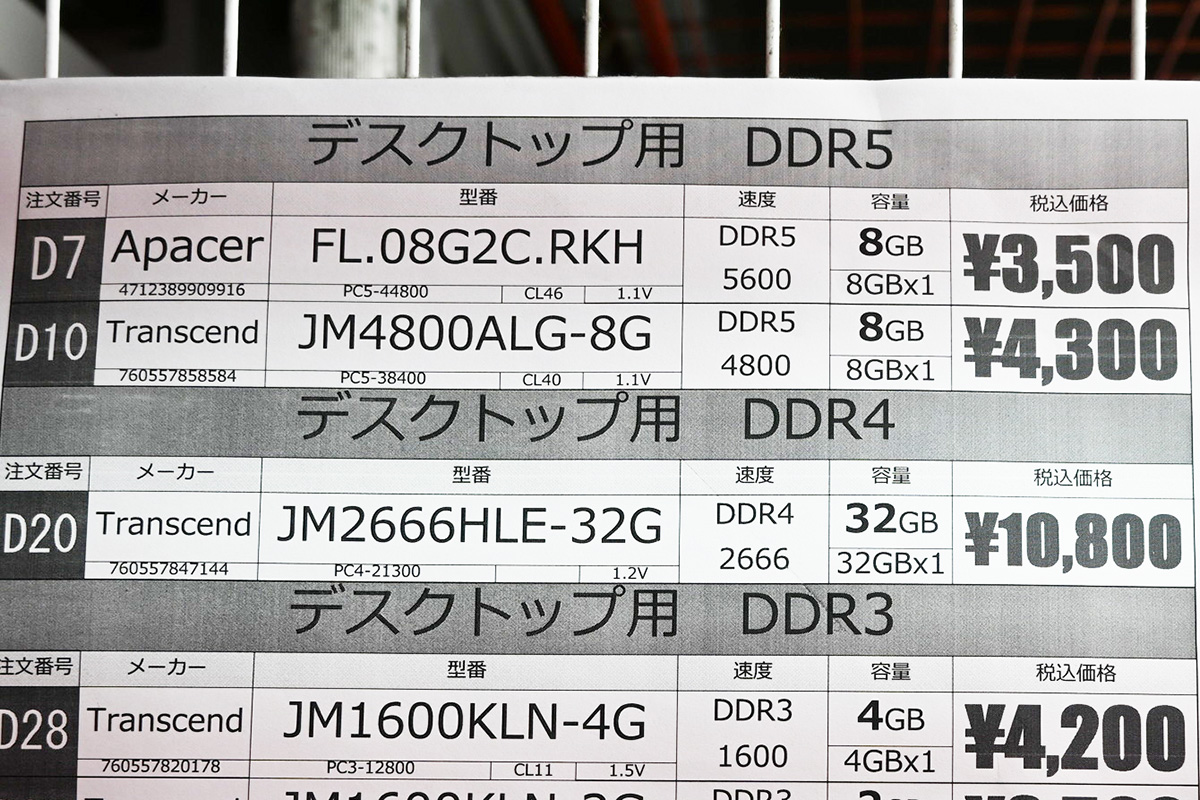 デスクトップ用 DDR5
注文番号 メーカー 型番 速度 容量 税込価格
D7 Apacer FL.08G2C.RKH DDR5 5600 8GB ¥3,500
4712389909916 PC5-44800 CL46 1.1V 8GBx1
D10 Transcend JM4800ALG-8G DDR5 4800 8GB ¥4,300
760557858584 PC5-38400 CL40 1.1V 8GBx1
デスクトップ用 DDR4
注文番号 メーカー 型番 速度 容量 税込価格
D20 Transcend JM2666HLE-32G DDR4 2666 32GB ¥10,800
760557847144 PC4-21300 1.2V 32GBx1
デスクトップ用 DDR3
注文番号 メーカー 型番 速度 容量 税込価格
D28 Transcend JM1600KLN-4G DDR3 1600 4GB ¥4,200
760557820178 PC3-12800 CL11 1.5V 4GBx1